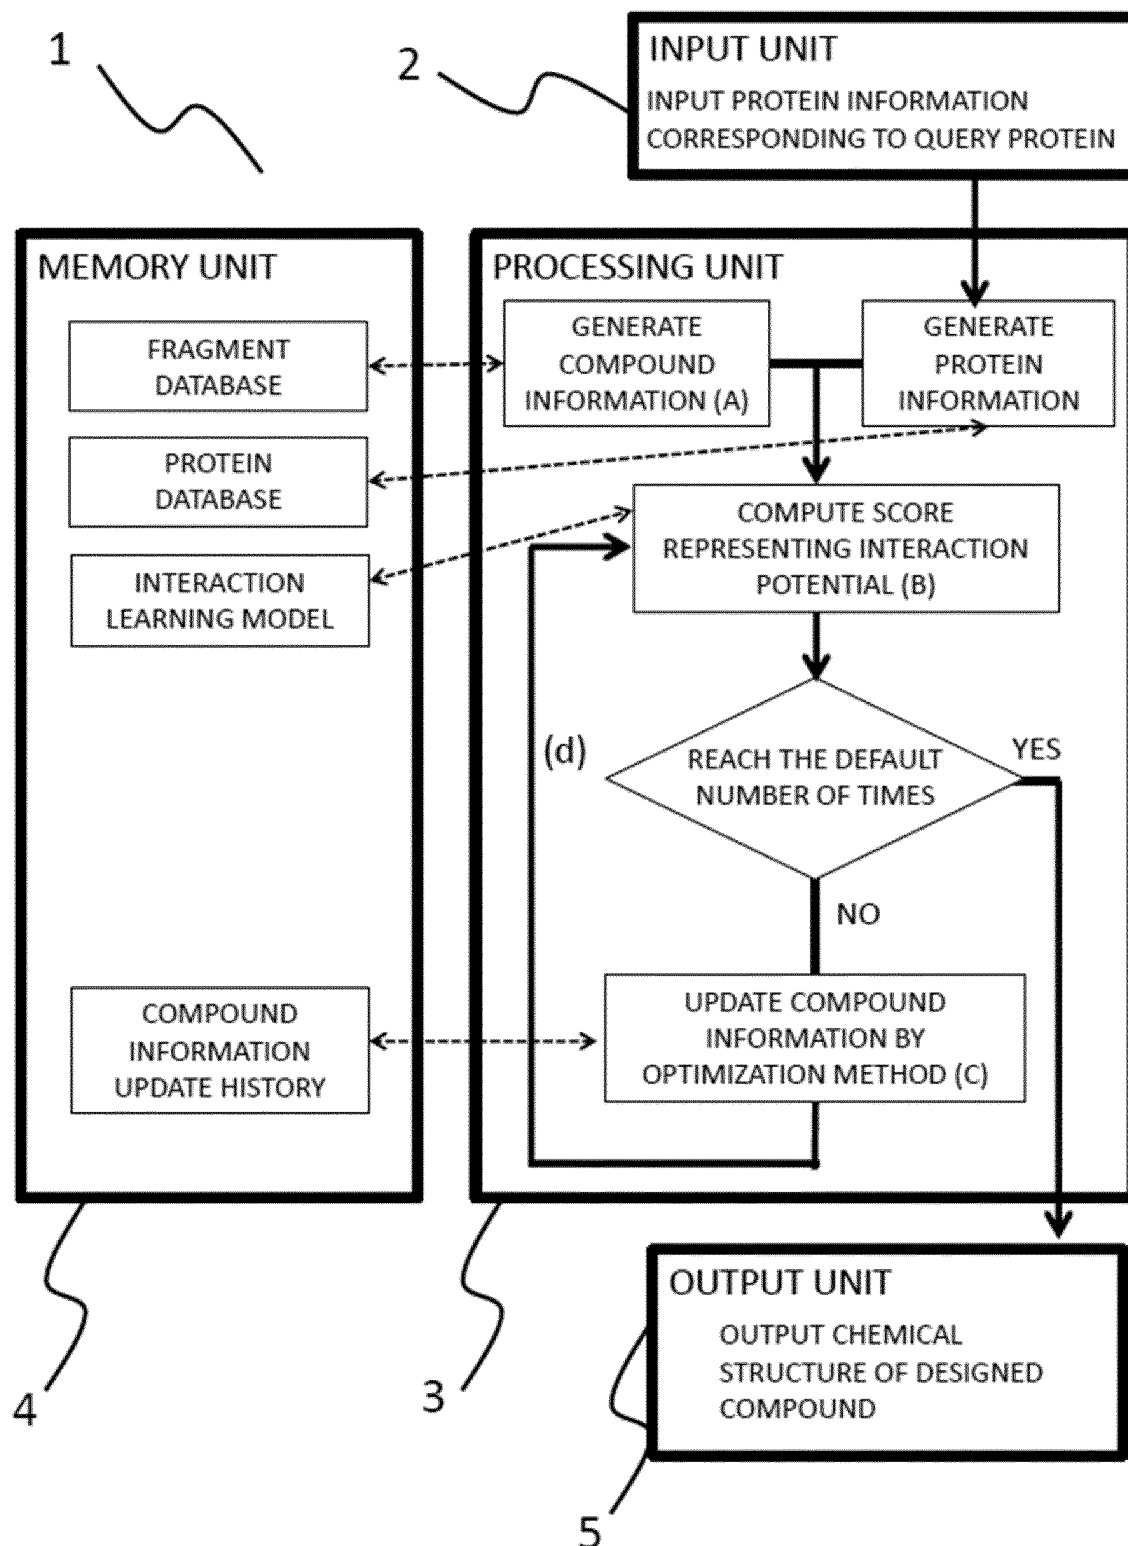 1
2
INPUT UNIT
INPUT PROTEIN INFORMATION
CORRESPONDING TO QUERY PROTEIN
MEMORY UNIT
FRAGMENT
DATABASE
PROTEIN
DATABASE
INTERACTION
LEARNING MODEL
COMPOUND
INFORMATION
UPDATE HISTORY
PROCESSING UNIT
GENERATE
COMPOUND
INFORMATION (A)
GENERATE
PROTEIN
INFORMATION
COMPUTE SCORE
REPRESENTING INTERACTION
POTENTIAL (B)
(d)
REACH THE DEFAULT
NUMBER OF TIMES
YES
NO
UPDATE COMPOUND
INFORMATION BY
OPTIMIZATION METHOD (C)
OUTPUT UNIT
OUTPUT CHEMICAL
STRUCTURE OF DESIGNED
COMPOUND
4
3
5